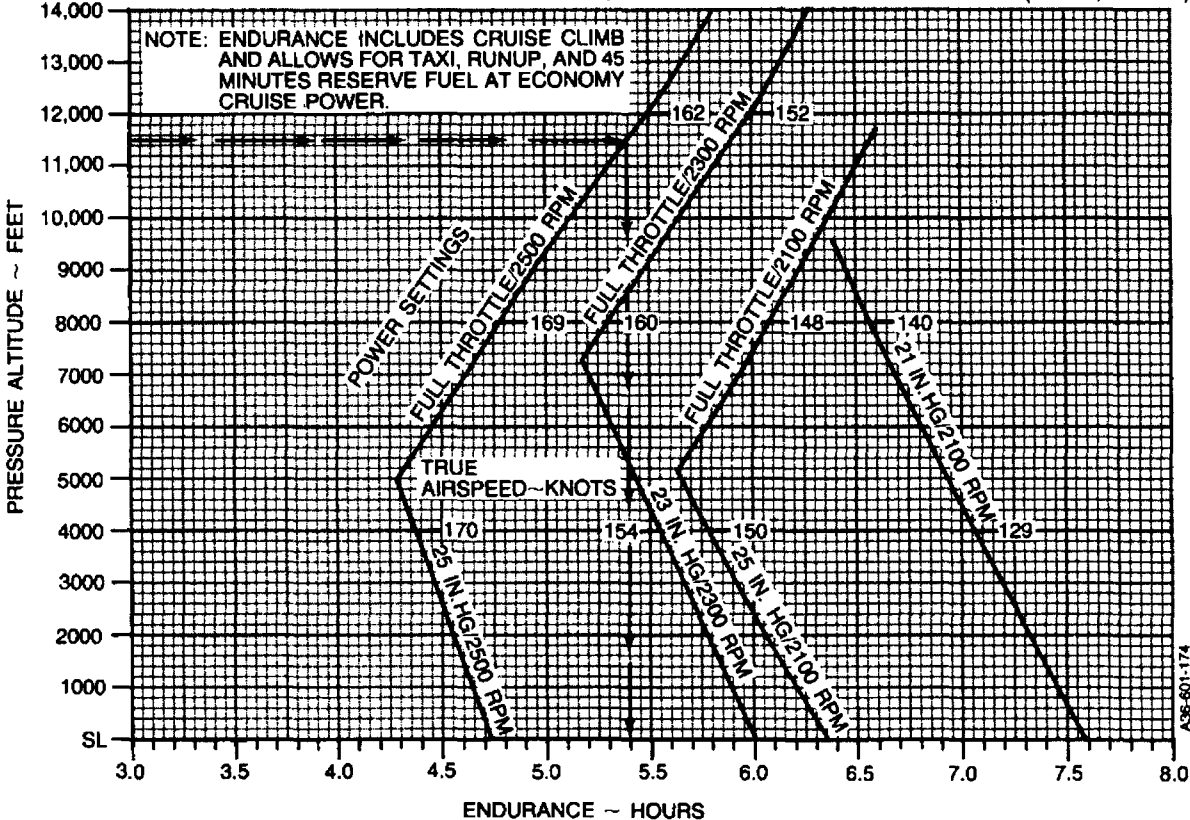 14,000
NOTE: ENDURANCE INCLUDES CRUISE CLIMB
AND ALLOWS FOR TAXI, RUNUP, AND 45
MINUTES RESERVE FUEL AT ECONOMY
CRUISE POWER.
13,000
12,000
11,000
10,000
9000
8000
7000
6000
5000
4000
3000
2000
1000
SL
PRESSURE ALTITUDE ~ FEET
POWER SETTINGS
FULL THROTTLE/2500 RPM
FULL THROTTLE/2300 RPM
FULL THROTTLE/2100 RPM
162
152
169
160
148
140
TRUE
AIRSPEED~KNOTS
170
154
150
129
25 IN.HG/2500 RPM
23 IN. HG/2300 RPM
25 IN. HG/2100 RPM
21 IN HG/2100 RPM
3.0 3.5 4.0 4.5 5.0 5.5 6.0 6.5 7.0 7.5 8.0
ENDURANCE ~ HOURS
A36-601-174